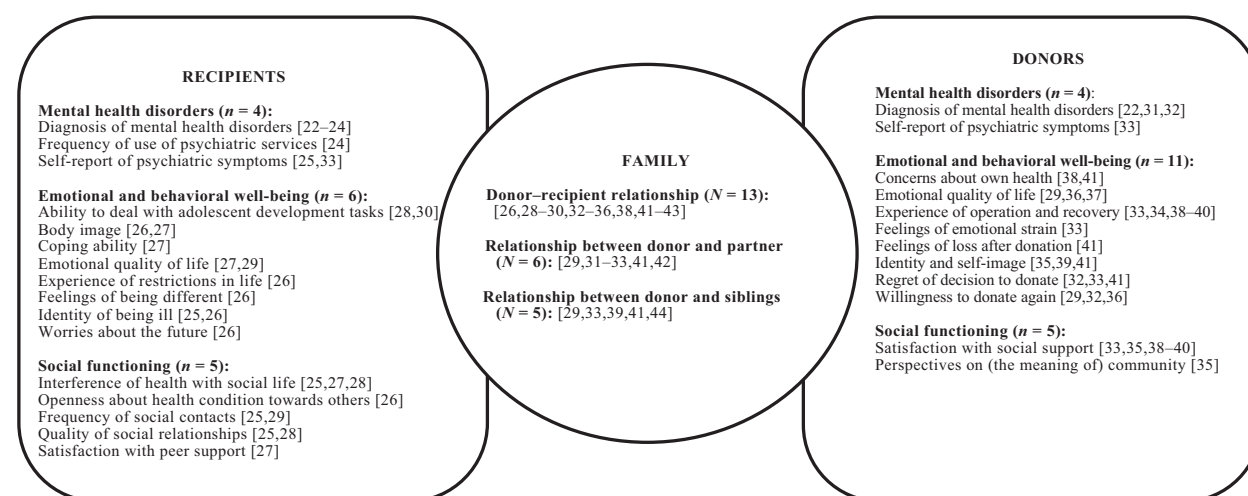 RECIPIENTS
Mental health disorders (n = 4):
Diagnosis of mental health disorders [22–24]
Frequency of use of psychiatric services [24]
Self-report of psychiatric symptoms [25,33]
Emotional and behavioral well-being (n = 6):
Ability to deal with adolescent development tasks [28,30]
Body image [26,27]
Coping ability [27]
Emotional quality of life [27,29]
Experience of restrictions in life [26]
Feelings of being different [26]
Identity of being ill [25,26]
Worries about the future [26]
Social functioning (n = 5):
Interference of health with social life [25,27,28]
Openness about health condition towards others [26]
Frequency of social contacts [25,29]
Quality of social relationships [25,28]
Satisfaction with peer support [27]
FAMILY
Donor–recipient relationship (N = 13):
[26,28–30,32–36,38,41–43]
Relationship between donor and partner
(N = 6): [29,31–33,41,42]
Relationship between donor and siblings
(N = 5): [29,33,39,41,44]
DONORS
Mental health disorders (n = 4):
Diagnosis of mental health disorders [22,31,32]
Self-report of psychiatric symptoms [33]
Emotional and behavioral well-being (n = 11):
Concerns about own health [38,41]
Emotional quality of life [29,36,37]
Experience of operation and recovery [33,34,38–40]
Feelings of emotional strain [33]
Feelings of loss after donation [41]
Identity and self-image [35,39,41]
Regret of decision to donate [32,33,41]
Willingness to donate again [29,32,36]
Social functioning (n = 5):
Satisfaction with social support [33,35,38–40]
Perspectives on (the meaning of) community [35]